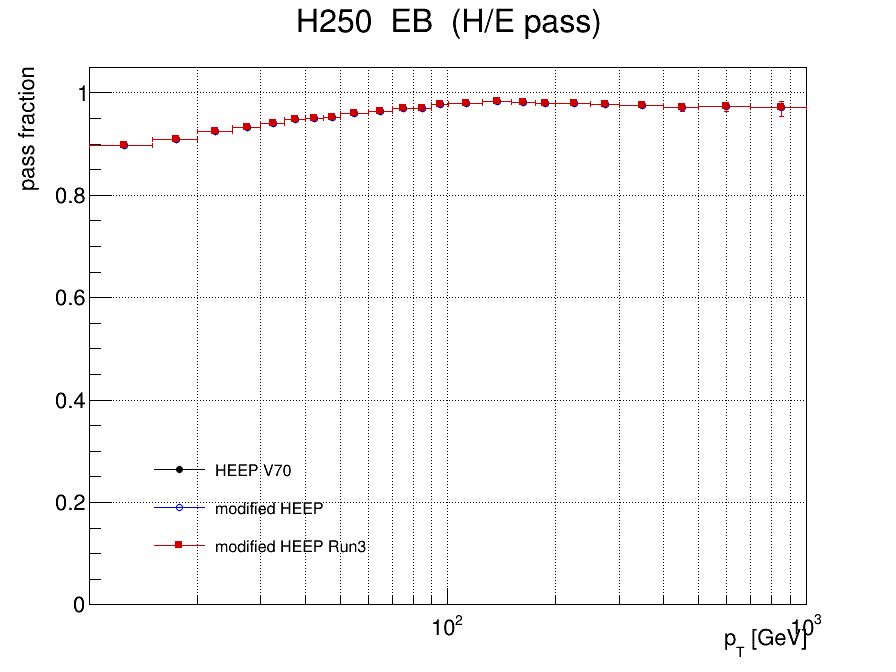 H250 EB (H/E pass)
pass fraction
1
0.8
0.6
0.4
0.2
0
HEEP V70
modified HEEP
modified HEEP Run3
10²
10³
p_T [GeV]